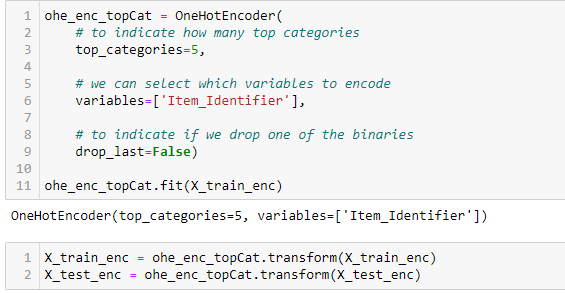 1 ohe_enc_topCat = OneHotEncoder(
2 # to indicate how many top categories
3 top_categories=5,
4
5 # we can select which variables to encode
6 variables=['Item_Identifier'],
7
8 # to indicate if we drop one of the binaries
9 drop_last=False)
10
11 ohe_enc_topCat.fit(X_train_enc)
OneHotEncoder(top_categories=5, variables=['Item_Identifier'])
1 X_train_enc = ohe_enc_topCat.transform(X_train_enc)
2 X_test_enc = ohe_enc_topCat.transform(X_test_enc)